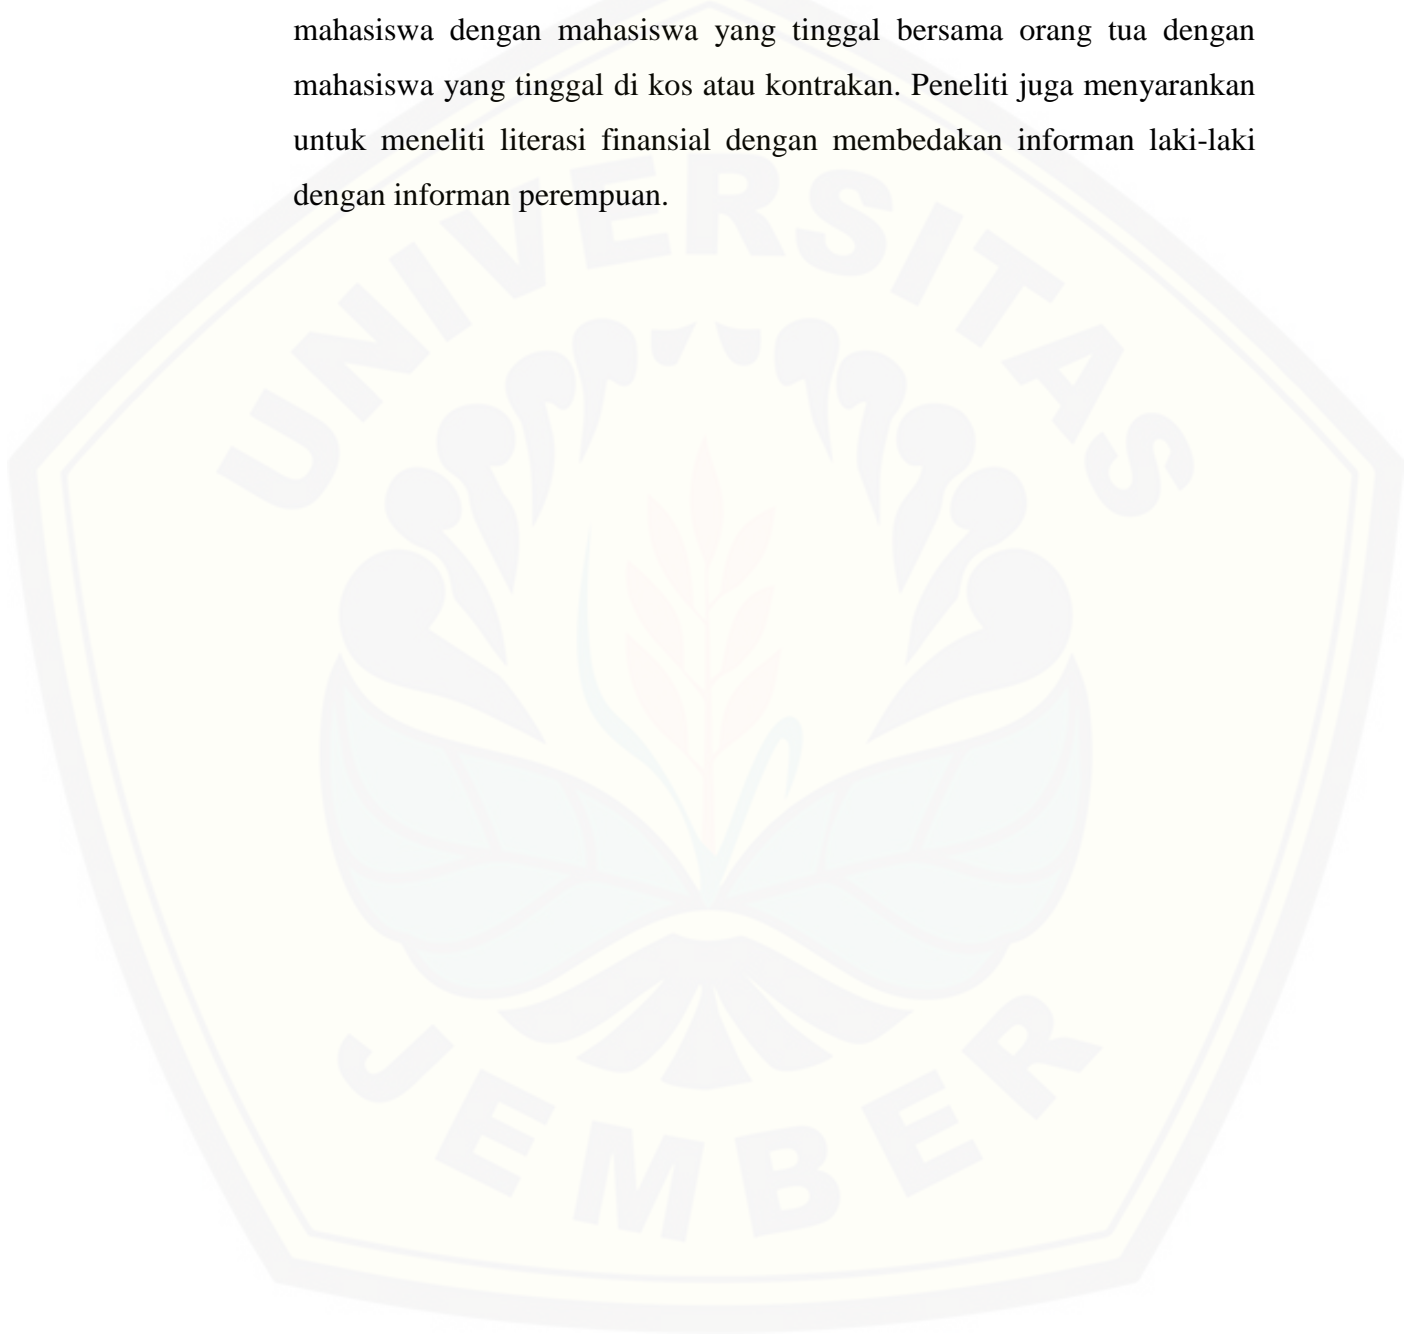 mahasiswa dengan mahasiswa yang tinggal bersama orang tua dengan
mahasiswa yang tinggal di kos atau kontrakan. Peneliti juga menyarankan
untuk meneliti literasi finansial dengan membedakan informan laki-laki
dengan informan perempuan.
UNIVERSITAS
JEMBER